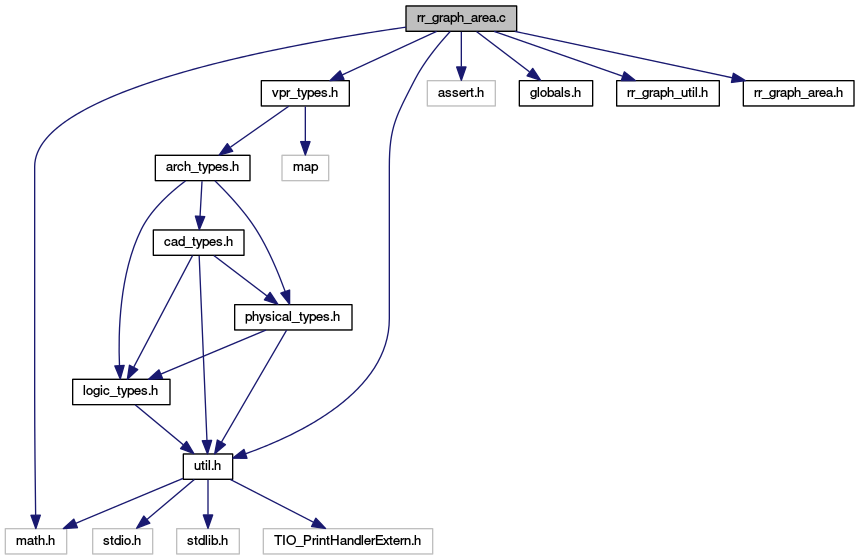 rr_graph_area.c
vpr_types.h
assert.h
globals.h
rr_graph_util.h
rr_graph_area.h
arch_types.h
map
cad_types.h
physical_types.h
logic_types.h
util.h
math.h
stdio.h
stdlib.h
TIO_PrintHandlerExtern.h